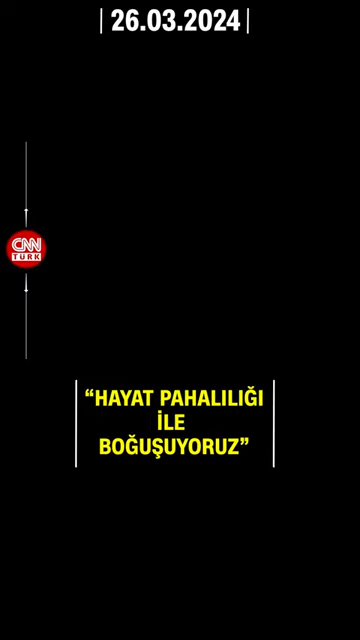 26.03.2024
CNN
TÜRK
“HAYAT PAHALILIĞI
İLE
BOĞUŞUYORUZ”